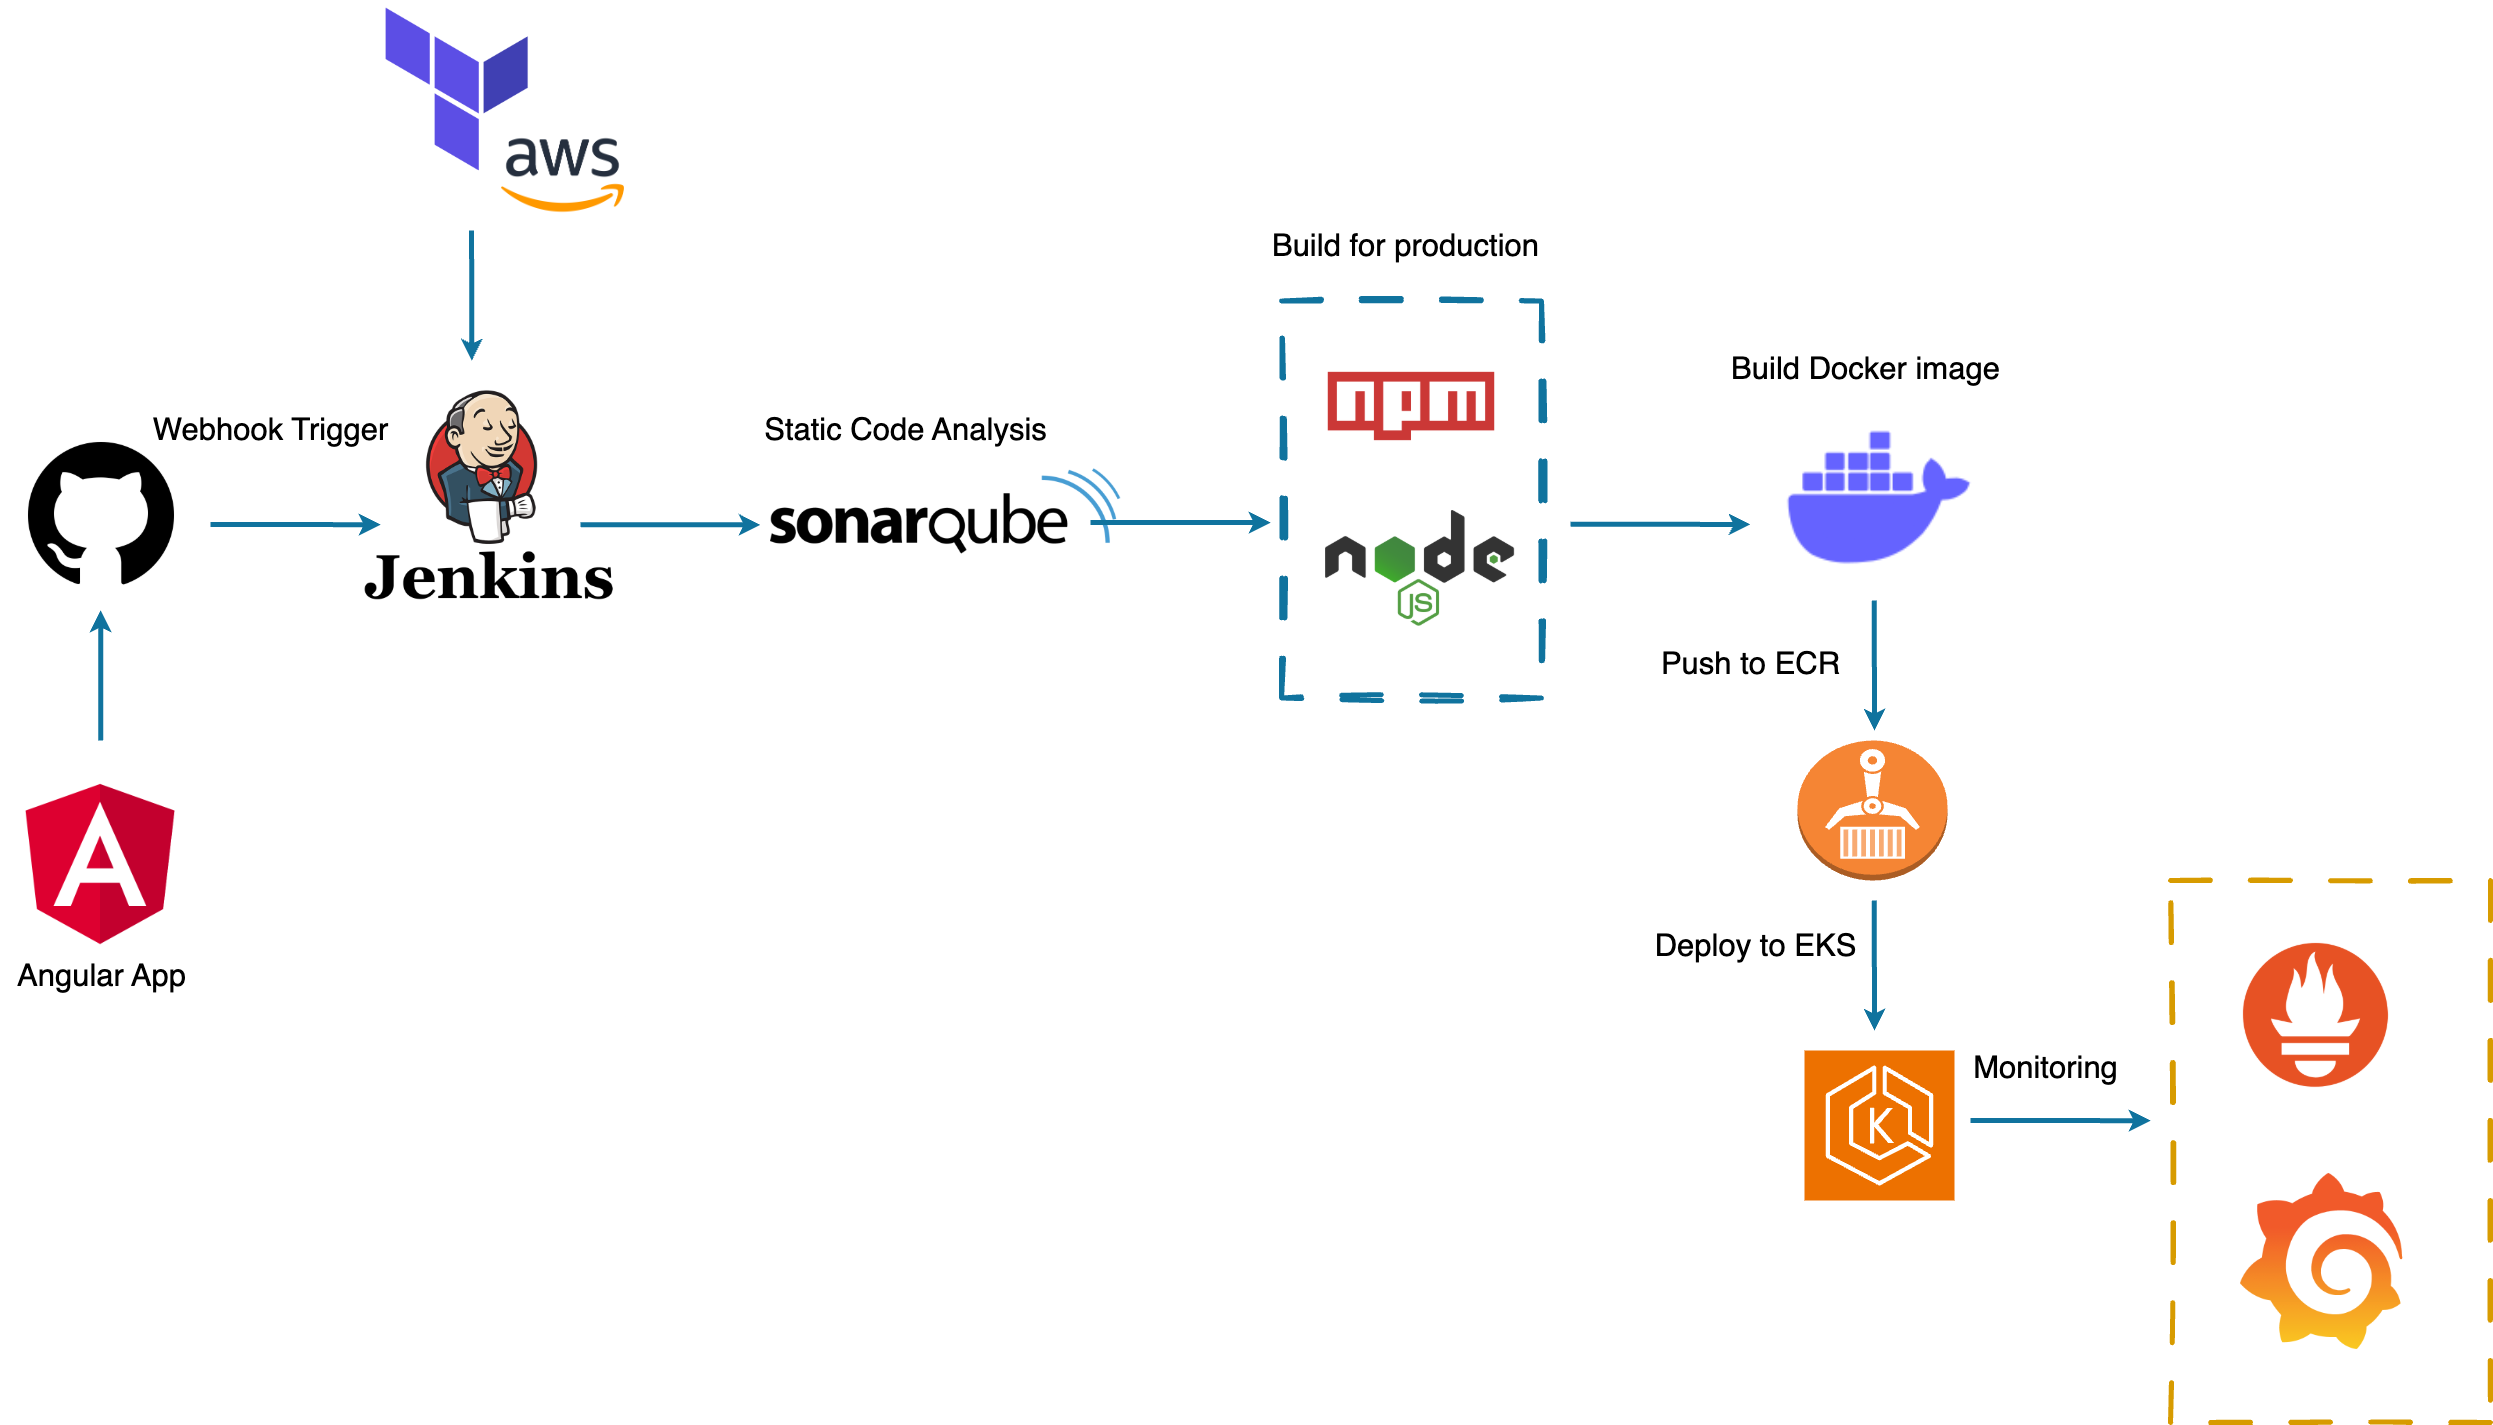 aws
Build for production
Build Docker image
npm
Webhook Trigger
Static Code Analysis
sonarqube
node
JS
Jenkins
Push to ECR
Angular App
Deploy to EKS
Monitoring
K